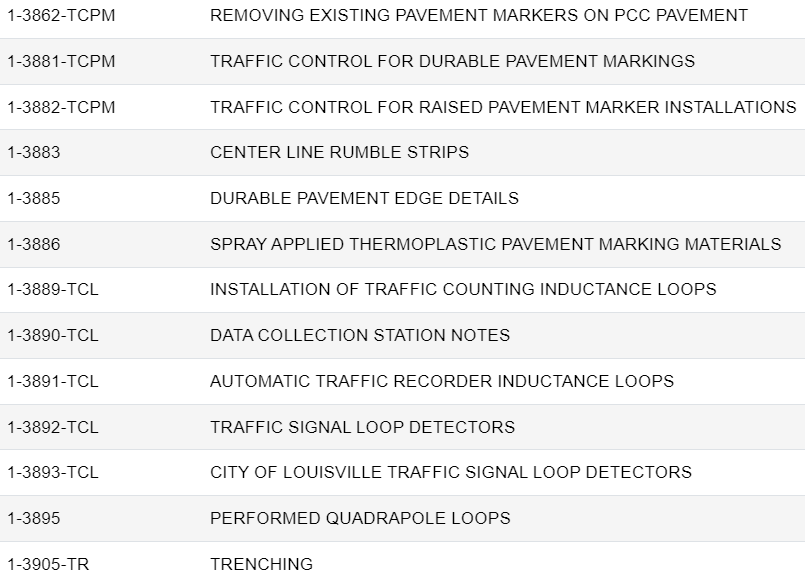 1-3862-TCPM REMOVING EXISTING PAVEMENT MARKERS ON PCC PAVEMENT
1-3881-TCPM TRAFFIC CONTROL FOR DURABLE PAVEMENT MARKINGS
1-3882-TCPM TRAFFIC CONTROL FOR RAISED PAVEMENT MARKER INSTALLATIONS
1-3883 CENTER LINE RUMBLE STRIPS
1-3885 DURABLE PAVEMENT EDGE DETAILS
1-3886 SPRAY APPLIED THERMOPLASTIC PAVEMENT MARKING MATERIALS
1-3889-TCL INSTALLATION OF TRAFFIC COUNTING INDUCTANCE LOOPS
1-3890-TCL DATA COLLECTION STATION NOTES
1-3891-TCL AUTOMATIC TRAFFIC RECORDER INDUCTANCE LOOPS
1-3892-TCL TRAFFIC SIGNAL LOOP DETECTORS
1-3893-TCL CITY OF LOUISVILLE TRAFFIC SIGNAL LOOP DETECTORS
1-3895 PERFORMED QUADRAPOLE LOOPS
1-3905-TR TRENCHING